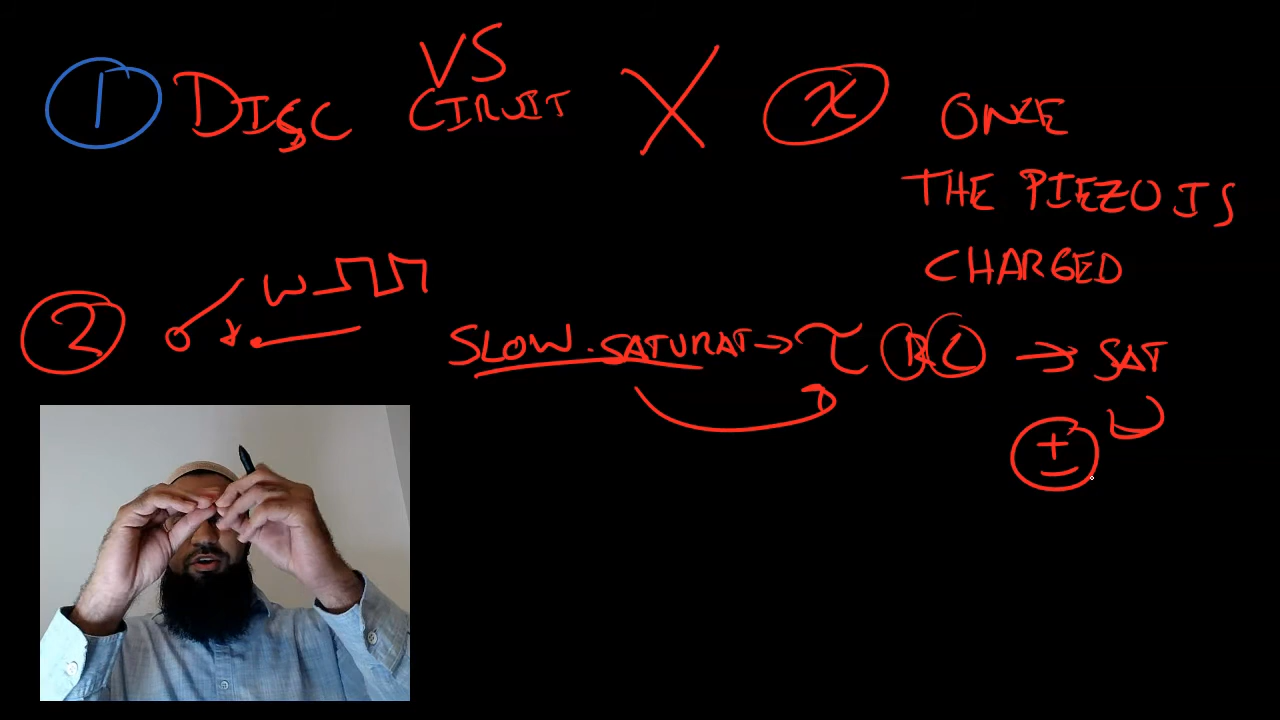 ① DISC VS CIRUIT X ⓧ ONCE
THE PIEZO IS
CHARGED
② W
SLOW. SATURAT → τ RC → SAT
±